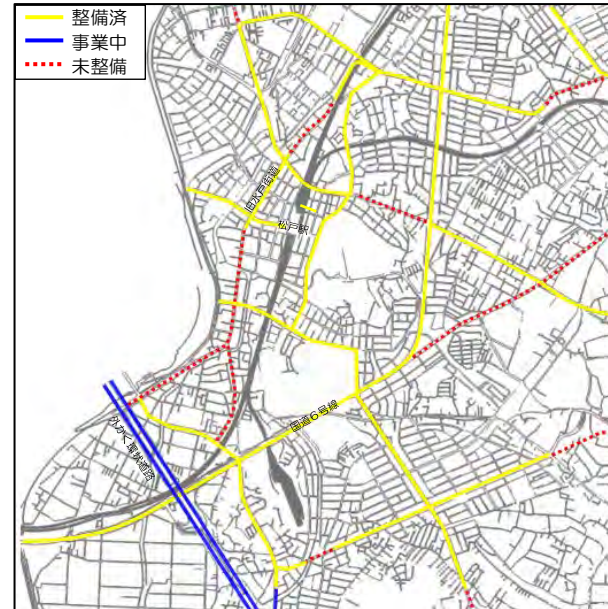 整備済
事業中
未整備
旧水戸街道
松戸駅
国道6号線
外かく環状道路